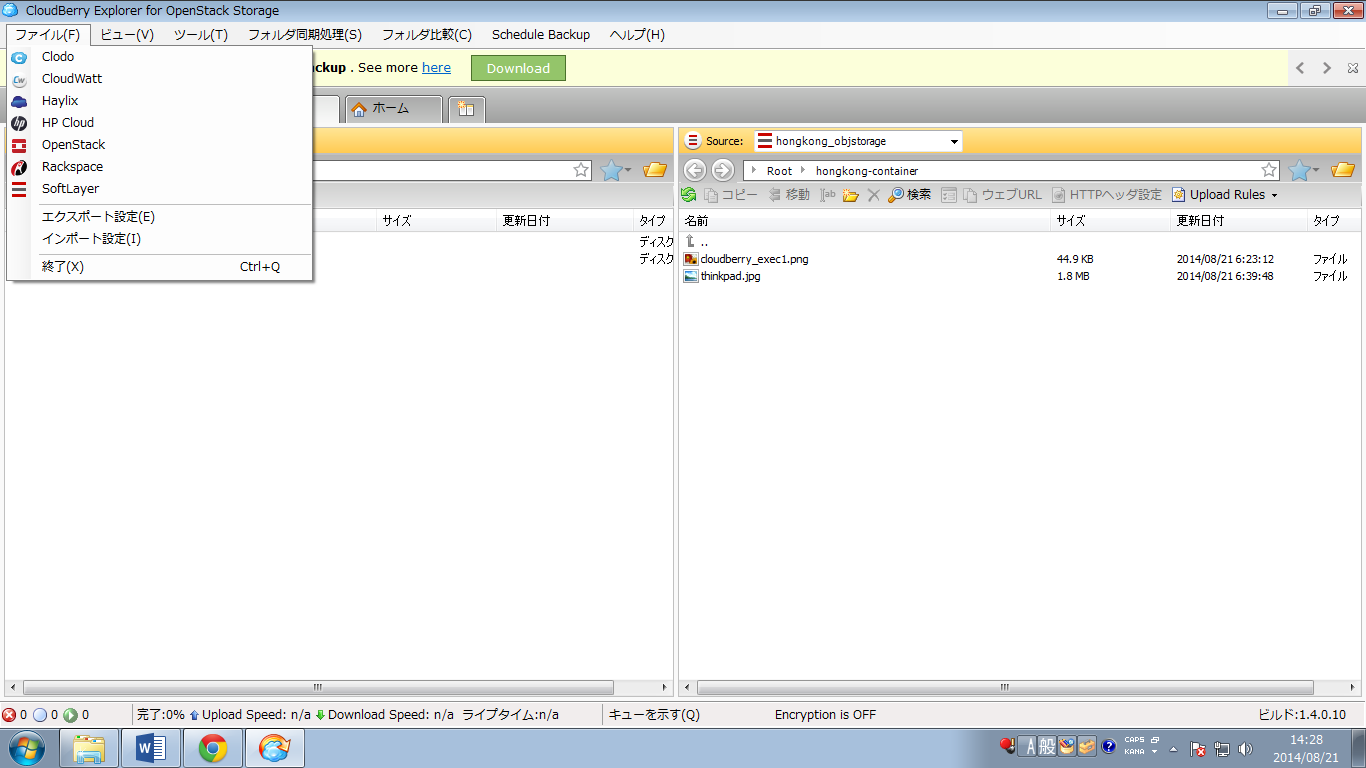 CloudBerry Explorer for OpenStack Storage
ファイル(F) ビュー(V) ツール(T) フォルダ同期処理(S) フォルダ比較(C) Schedule Backup ヘルプ(H)
Clodo
CloudWatt
Haylix
HP Cloud
OpenStack
Rackspace
SoftLayer
エクスポート設定(E)
インポート設定(I)
終了(X) Ctrl+Q
ckup . See more here Download
ホーム
Source: hongkong_objstorage
Root hongkong-container
コピー 移動 検索 ウェブURL HTTPヘッダ設定 Upload Rules
サイズ 更新日付 タイプ
ディスク
ディスク
名前 サイズ 更新日付 タイプ
..
cloudberry_exec1.png 44.9 KB 2014/08/21 6:23:12 ファイル
thinkpad.jpg 1.8 MB 2014/08/21 6:39:48 ファイル
0 0 0 完了:0% Upload Speed: n/a Download Speed: n/a ライプタイム:n/a キューを示す(Q) Encryption is OFF ビルド:1.4.0.10
A 般 CAPS KANA
14:28
2014/08/21